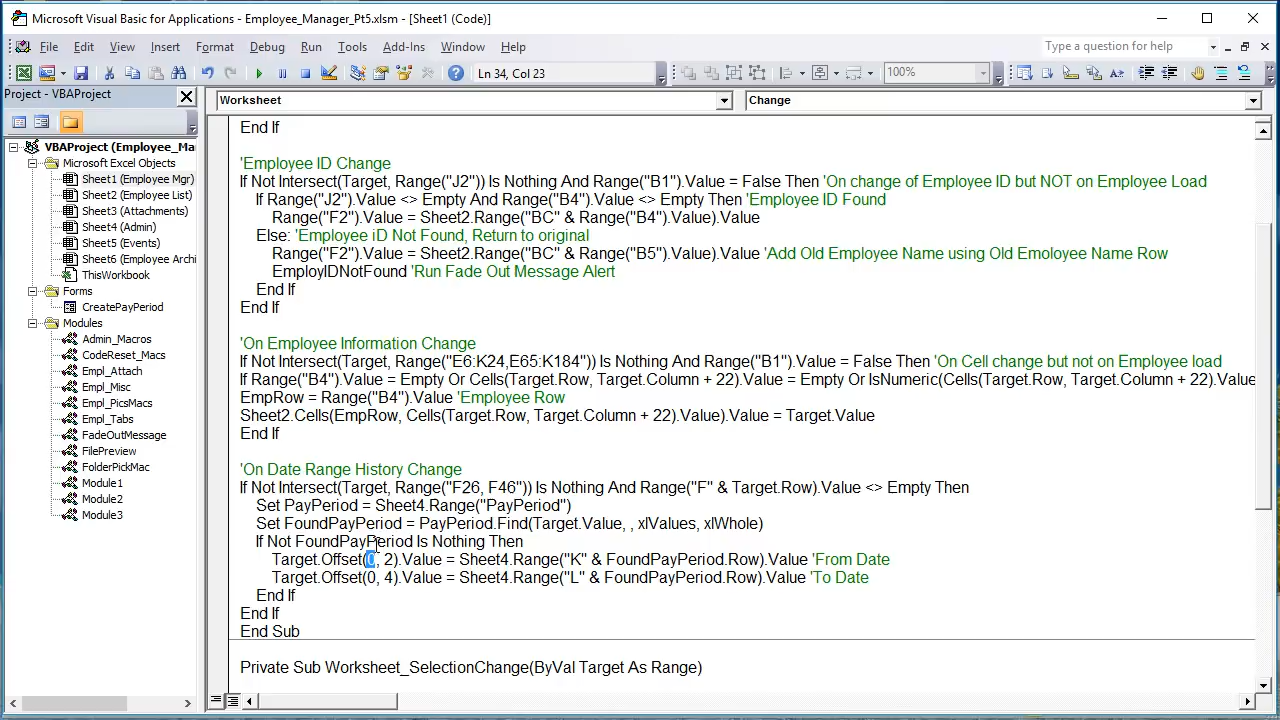 Microsoft Visual Basic for Applications - Employee_Manager_Pt5.xlsm - [Sheet1 (Code)]
File Edit View Insert Format Debug Run Tools Add-Ins Window Help
Type a question for help
Ln 34, Col 23
100%
Project - VBAProject
Worksheet
Change
VBAProject (Employee_Ma
Microsoft Excel Objects
Sheet1 (Employee Mgr)
Sheet2 (Employee List)
Sheet3 (Attachments)
Sheet4 (Admin)
Sheet5 (Events)
Sheet6 (Employee Archi
ThisWorkbook
Forms
CreatePayPeriod
Modules
Admin_Macros
CodeReset_Macs
Empl_Attach
Empl_Misc
Empl_PicsMacs
Empl_Tabs
FadeOutMessage
FilePreview
FolderPickMac
Module1
Module2
Module3
End If
'Employee ID Change
If Not Intersect(Target, Range("J2")) Is Nothing And Range("B1").Value = False Then 'On change of Employee ID but NOT on Employee Load
If Range("J2").Value <> Empty And Range("B4").Value <> Empty Then 'Employee ID Found
Range("F2").Value = Sheet2.Range("BC" & Range("B4").Value).Value
Else: 'Employee iD Not Found, Return to original
Range("F2").Value = Sheet2.Range("BC" & Range("B5").Value).Value 'Add Old Employee Name using Old Emoloyee Name Row
EmployIDNotFound 'Run Fade Out Message Alert
End If
End If
'On Employee Information Change
If Not Intersect(Target, Range("E6:K24,E65:K184")) Is Nothing And Range("B1").Value = False Then 'On Cell change but not on Employee load
If Range("B4").Value = Empty Or Cells(Target.Row, Target.Column + 22).Value = Empty Or IsNumeric(Cells(Target.Row, Target.Column + 22).Value
EmpRow = Range("B4").Value 'Employee Row
Sheet2.Cells(EmpRow, Cells(Target.Row, Target.Column + 22).Value).Value = Target.Value
End If
'On Date Range History Change
If Not Intersect(Target, Range("F26, F46")) Is Nothing And Range("F" & Target.Row).Value <> Empty Then
Set PayPeriod = Sheet4.Range("PayPeriod")
Set FoundPayPeriod = PayPeriod.Find(Target.Value, , xlValues, xlWhole)
If Not FoundPayPeriod Is Nothing Then
Target.Offset(0, 2).Value = Sheet4.Range("K" & FoundPayPeriod.Row).Value 'From Date
Target.Offset(0, 4).Value = Sheet4.Range("L" & FoundPayPeriod.Row).Value 'To Date
End If
End If
End Sub
Private Sub Worksheet_SelectionChange(ByVal Target As Range)